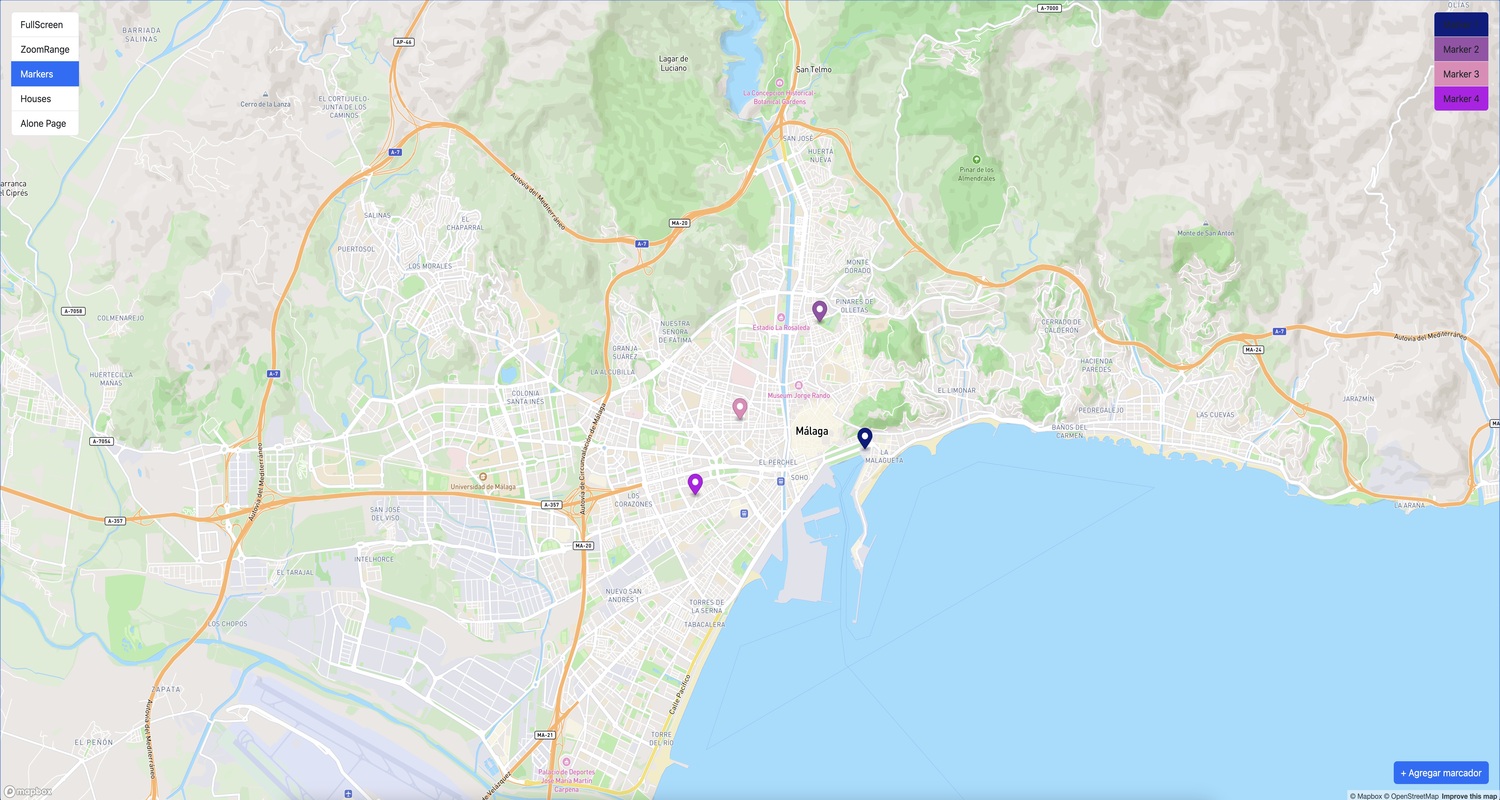 FullScreen
ZoomRange
Markers
Houses
Alone Page
Marker 2
Marker 3
Marker 4
OLÍAS
A-7000
BARRIADA
SALINAS
AP-46
Lagar de
Luciano
San Telmo
La Concepción Historical-
Botanical Gardens
Cerro de la Lanza
EL CORTIJUELO-
JUNTA DE LOS
CAMINOS
SAN JOSÉ
HUERTA
NUEVA
A-7
Pinar de los
Almendrales
arranca
el Ciprés
Autovía del Mediterráneo
SALINAS
EL
CHAPARRAL
MA-20
Monte de San Antón
A-7
PUERTOSOL
LOS MORALES
MONTE
DORADO
A-7058
COLMENAREJO
PINARES DE
OLLETAS
NUESTRA
SEÑORA
DE FÁTIMA
Estadio La Rosaleda
CERRADO DE
CALDERÓN
A-7
Autovía del Mediterráneo
MA-24
GRANJA
SUÁREZ
LA ALCUBILLA
HACIENDA
PAREDES
HUERTECILLA
MAÑAS
A-7
COLONIA
SANTA INÉS
Museum Jorge Rando
EL LIMONAR
JARAZMÍN
PEDREGALEJO
LAS CUEVAS
MA
Málaga
BAÑOS DEL
CARMEN
A-7054
Autovía de Circunvalación de Málaga
Autovía del Mediterráneo
LA
MALAGUETA
EL PERCHEL
SOHO
Universidad de Málaga
LOS
CORAZONES
A-357
LA ARAÑA
SAN JOSÉ
DEL VISO
A-357
MA-20
INTELHORCE
EL TARAJAL
NUEVO SAN
ANDRÉS 1
TORRES DE
LA SERNA
TABACALERA
LOS CHOPOS
ZAPATA
Calle Pacífico
Autovía del Mediterráneo
EL PEÑÓN
MA-21
TORRE
DEL RÍO
Palacio de Deportes
José María Martín
Carpena
de Velázquez
+ Agregar marcador
mapbox
© Mapbox © OpenStreetMap Improve this map